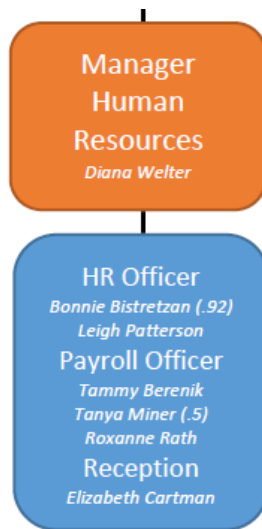 Manager
Human
Resources
Diana Welter
HR Officer
Bonnie Bistretzan (.92)
Leigh Patterson
Payroll Officer
Tammy Berenik
Tanya Miner (.5)
Roxanne Rath
Reception
Elizabeth Cartman